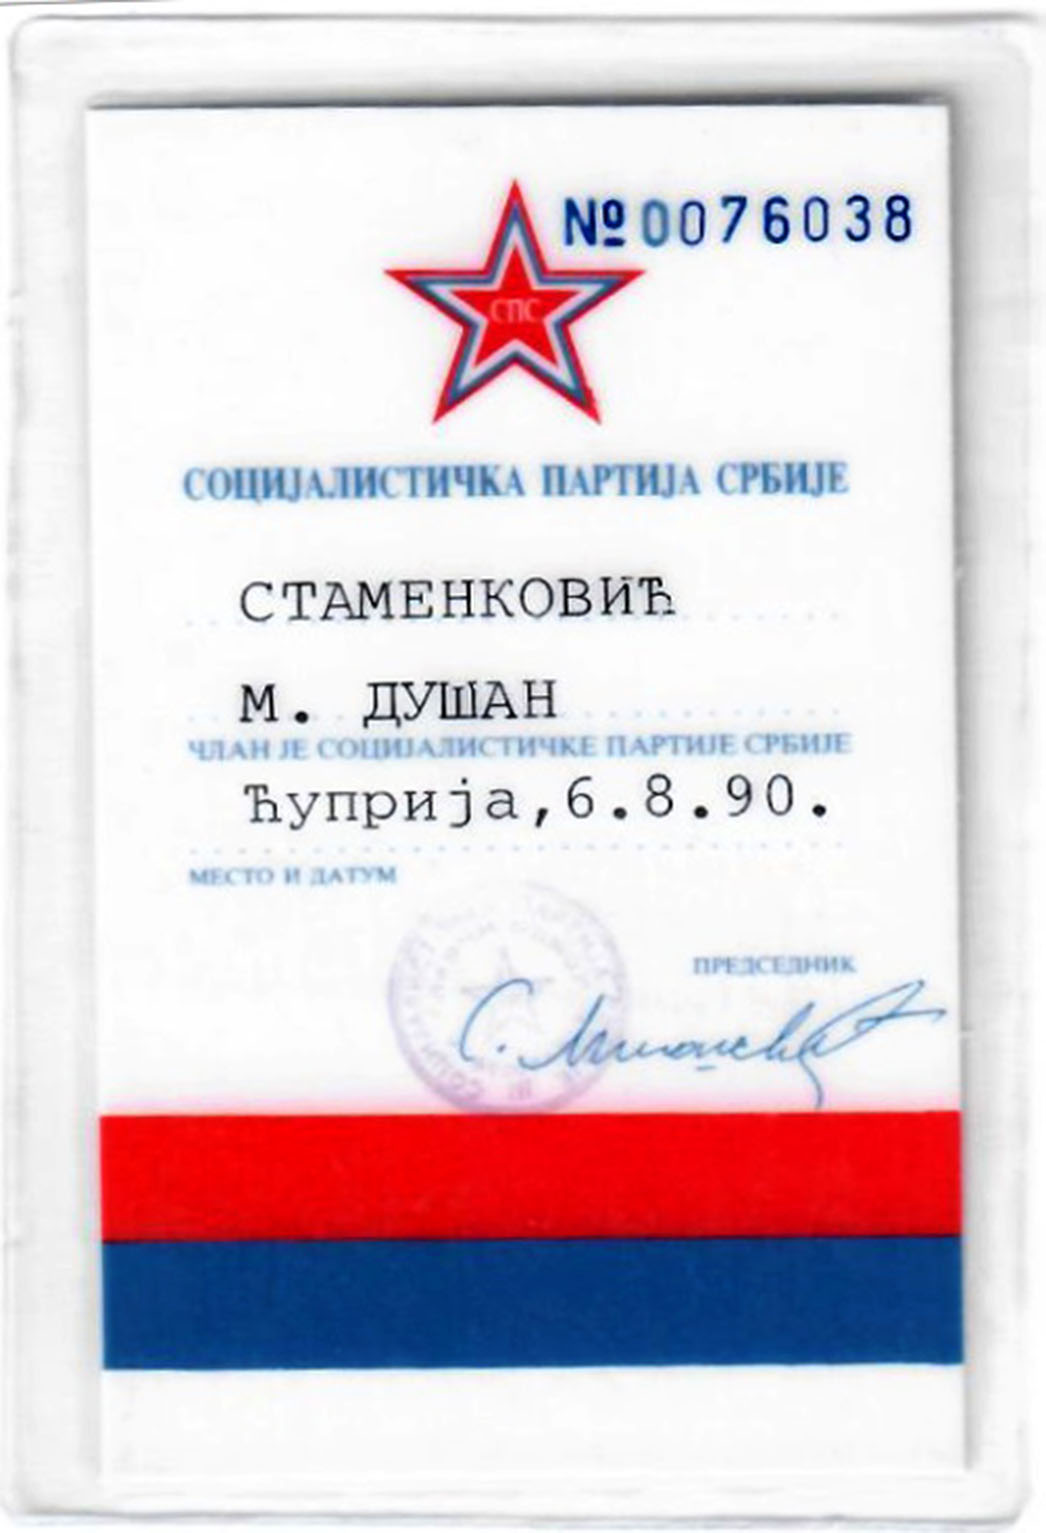 №0076038
СПС
СОЦИЈАЛИСТИЧКА ПАРТИЈА СРБИЈЕ
СТАМЕНКОВИЋ
М. ДУШАН
ЧЛАН ЈЕ СОЦИЈАЛИСТИЧКЕ ПАРТИЈЕ СРБИЈЕ
Ћуприја,6.8.90.
МЕСТО И ДАТУМ
ПРЕДСЕДНИК
С. Милошевић